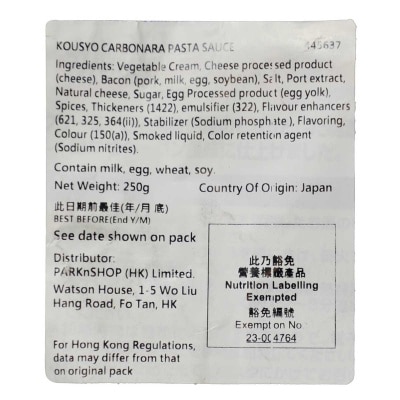 KOUSYO CARBONARA PASTA SAUCE 345637
Ingredients: Vegetable Cream, Cheese processed product
(cheese), Bacon (pork, milk, egg, soybean), Salt, Port extract,
Natural cheese, Sugar, Egg Processed product (egg yolk),
Spices, Thickeners (1422), emulsifier (322), Flavour enhancers
(621, 325, 364(ii)), Stabilizer (Sodium phosphate), Flavoring,
Colour (150(a)), Smoked liquid, Color retention agent
(Sodium nitrites).
Contain milk, egg, wheat, soy.
Net Weight: 250g Country Of Origin: Japan
此日期前最佳(年/月 底)
BEST BEFORE(End Y/M)
See date shown on pack
Distributor:
PARKnSHOP (HK) Limited.
Watson House, 1-5 Wo Liu
Hang Road, Fo Tan, HK
For Hong Kong Regulations,
data may differ from that
on original pack
此乃豁免
營養標籤產品
Nutrition Labelling
Exempted
豁免編號
Exemption No.
23-004764